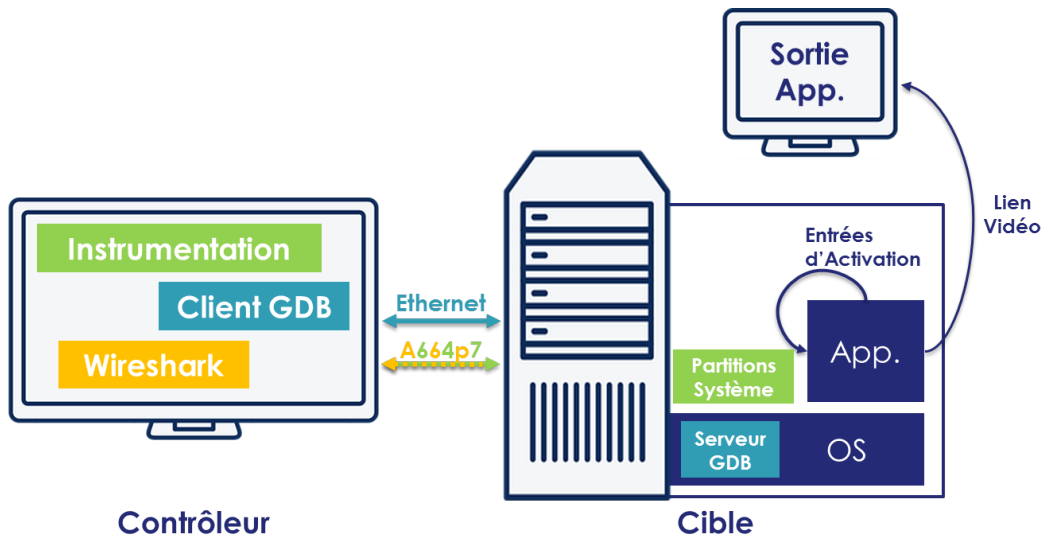 Sortie
App.
Instrumentation
Client GDB
Wireshark
Ethernet
A664p7
Lien
Vidéo
Entrées
d'Activation
App.
Partitions
Système
Serveur
GDB
OS
Contrôleur
Cible